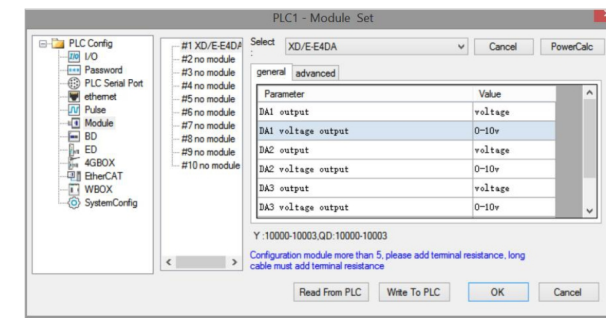 PLC1 - Module Set
PLC Config
I/O
Password
PLC Serial Port
ethernet
Pulse
Module
BD
ED
4GBOX
EtherCAT
WBOX
SystemConfig
#1 XD/E-E4DA
#2 no module
#3 no module
#4 no module
#5 no module
#6 no module
#7 no module
#8 no module
#9 no module
#10 no module
Select :
XD/E-E4DA
Cancel
PowerCalc
general advanced
Parameter Value
DA1 output voltage
DA1 voltage output 0-10v
DA2 output voltage
DA2 voltage output 0-10v
DA3 output voltage
DA3 voltage output 0-10v
Y :10000-10003,QD:10000-10003
Configuration module more than 5, please add terminal resistance, long
cable must add terminal resistance
Read From PLC Write To PLC OK Cancel